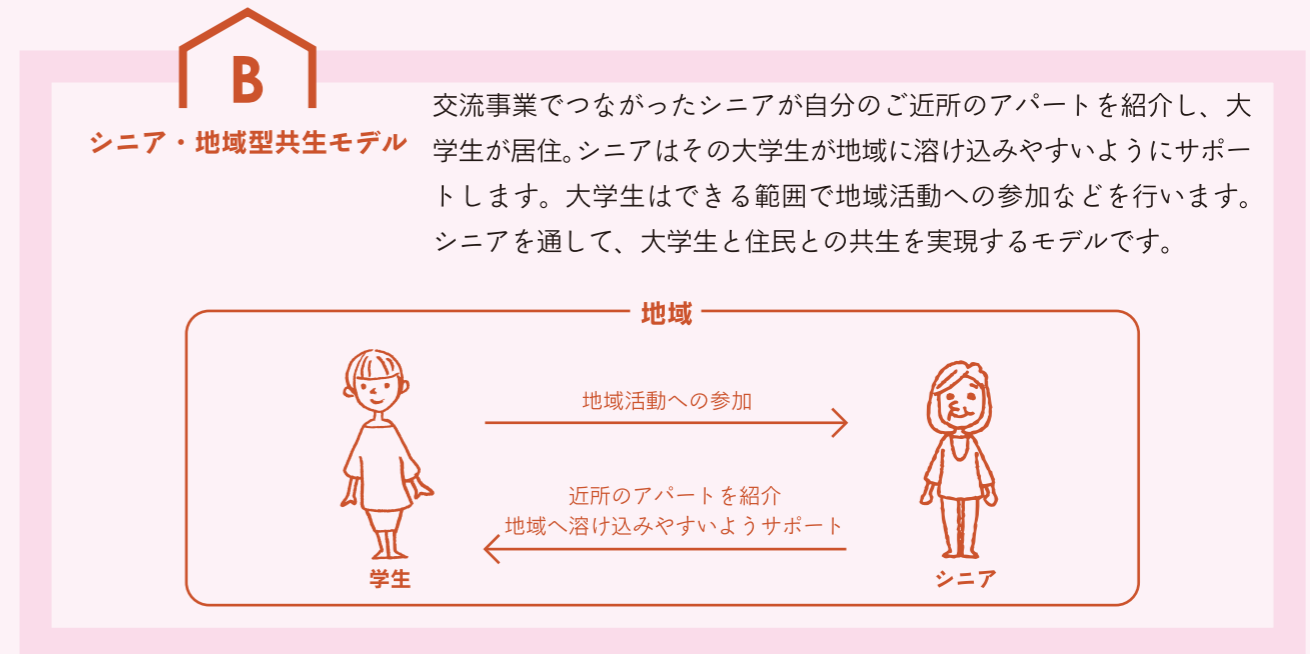 B
シニア・地域型共生モデル
交流事業でつながったシニアが自分のご近所のアパートを紹介し、大
学生が居住。シニアはその大学生が地域に溶け込みやすいようにサポー
トします。大学生はできる範囲で地域活動への参加などを行います。
シニアを通して、大学生と住民との共生を実現するモデルです。
地域
地域活動への参加
近所のアパートを紹介
地域へ溶け込みやすいようサポート
学生
シニア